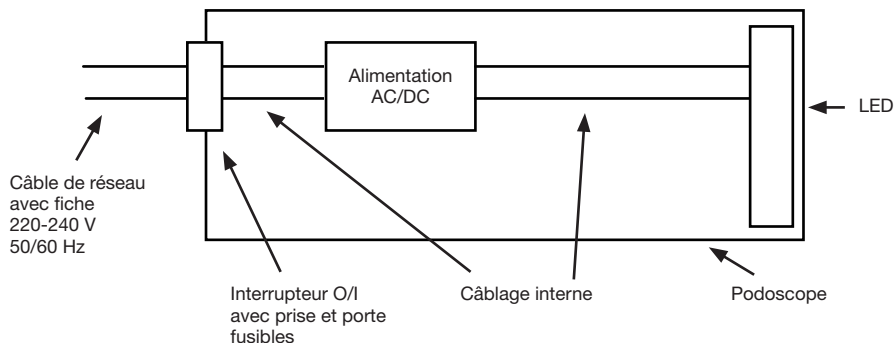 Alimentation
AC/DC
LED
Câble de réseau
avec fiche
220-240 V
50/60 Hz
Interrupteur O/I
avec prise et porte
fusibles
Câblage interne
Podoscope